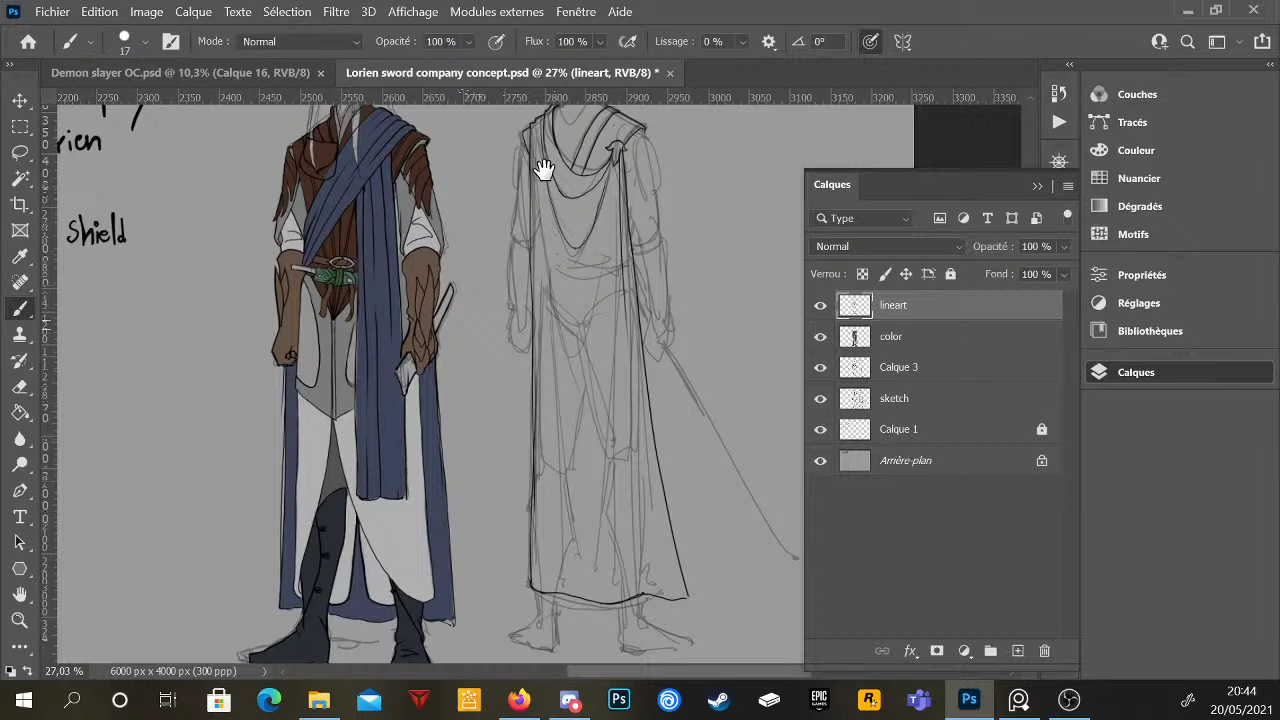 Fichier Edition Image Calque Texte Sélection Filtre 3D Affichage Modules externes Fenêtre Aide
17 Mode: Normal Opacité: 100 % Flux: 100 % Lissage: 0 % 0°
Demon slayer OC.psd @ 10,3% (Calque 16, RVB/8) × Lorien sword company concept.psd @ 27% (lineart, RVB/8) * ×
2200 2450 2500 2550 2600 2650 2700 2750 2800 2850 2900 2950 3000 3050 3100 3150 3200 3250 3300 3350
rien
shield
Calques
Type
Normal Opacité: 100 %
Verrou: Fond: 100 %
lineart
color
Calque 3
sketch
Calque 1
Arrière-plan
Couches
Tracés
Couleur
Nuancier
Dégradés
Motifs
Propriétés
Réglages
Bibliothèques
Calques
27,03 % 6000 px x 4000 px (300 ppp)
20:44
20/05/2021